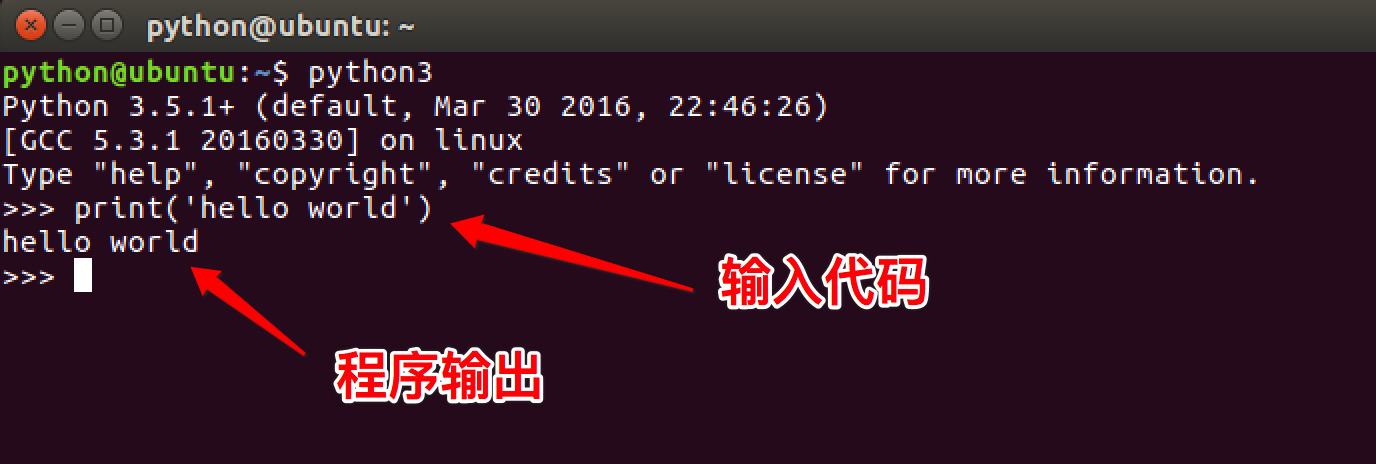 python@ubuntu: ~
python@ubuntu:~$ python3
Python 3.5.1+ (default, Mar 30 2016, 22:46:26)
[GCC 5.3.1 20160330] on linux
Type "help", "copyright", "credits" or "license" for more information.
>>> print('hello world')
hello world
>>>
输入代码
程序输出